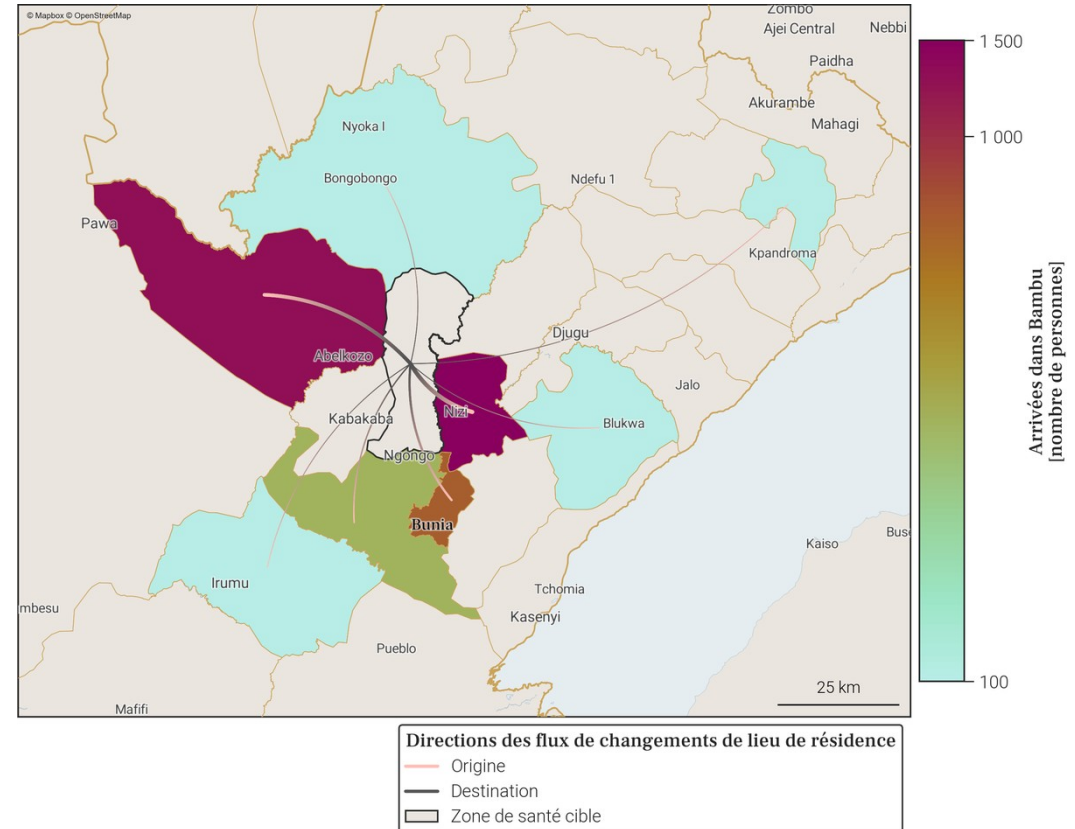 © Mapbox © OpenStreetMap
Zombo
Ajei Central
Nebbi
Paidha
Akurambe
Mahagi
Nyoka I
Bongobongo
Ndefu 1
Pawa
Kpandroma
Djugu
Abelkozo
Jalo
Kabakaba
Nizi
Blukwa
Ngongo
Bunia
Kaiso
Irumu
Tchomia
Kasenyi
mbesu
Pueblo
Mafifi
25 km
1 500
1 000
100
Arrivées dans Bambu
[nombre de personnes]
Directions des flux de changements de lieu de résidence
Origine
Destination
Zone de santé cible